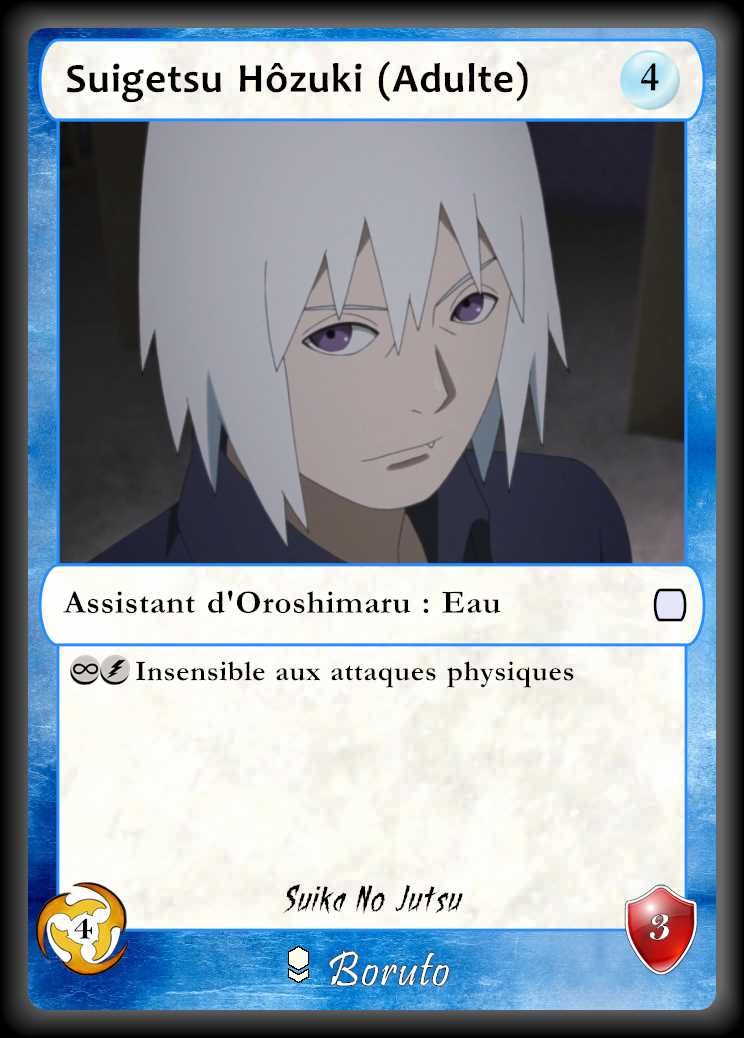 Suigetsu Hôzuki (Adulte)
4
Assistant d'Oroshimaru : Eau
Insensible aux attaques physiques
Suika No Jutsu
4
3
Boruto